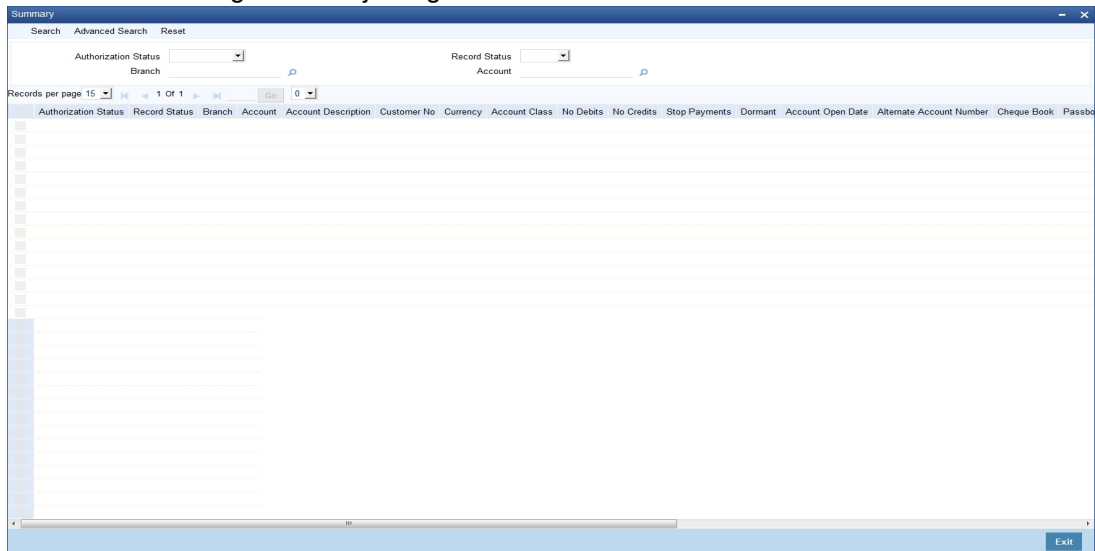 Summary
Search Advanced Search Reset
Authorization Status Record Status
Branch Account
Records per page 15 1 Of 1 Go 0
Authorization Status Record Status Branch Account Account Description Customer No Currency Account Class No Debits No Credits Stop Payments Dormant Account Open Date Alternate Account Number Cheque Book Passbo
Exit